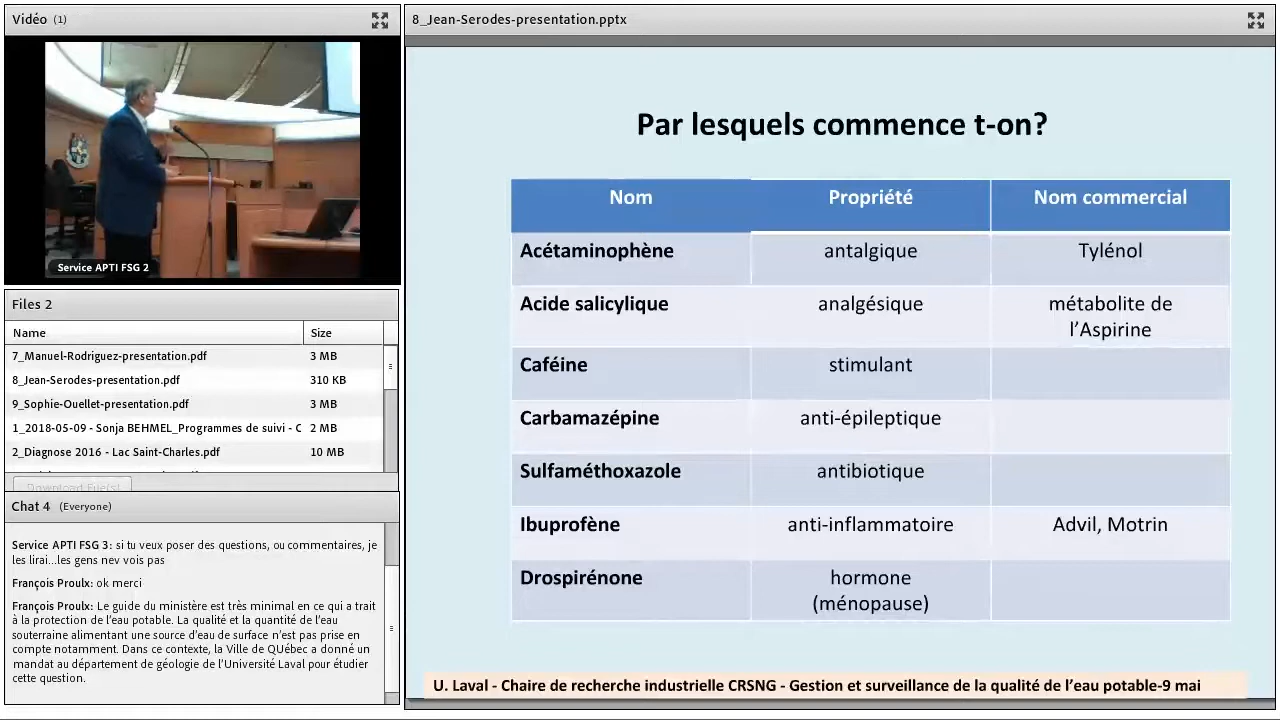 Vidéo (1)
Service APTI FSG 2
Files 2
Name Size
7_Manuel-Rodriguez-presentation.pdf 3 MB
8_Jean-Serodes-presentation.pdf 310 KB
9_Sophie-Ouellet-presentation.pdf 3 MB
1_2018-05-09 - Sonja BEHMEL_Programmes de suivi - C 2 MB
2_Diagnose 2016 - Lac Saint-Charles.pdf 10 MB
Download File(s)
Chat 4 (Everyone)
Service APTI FSG 3: si tu veux poser des questions, ou commentaires, je
les lirai...les gens nev vois pas
François Proulx: ok merci
François Proulx: Le guide du ministère est très minimal en ce qui a trait
à la protection de l'eau potable. La qualité et la quantité de l'eau
souterraine alimentant une source d'eau de surface n'est pas prise en
compte notamment. Dans ce contexte, la Ville de QUébec a donné un
mandat au département de géologie de l'Université Laval pour étudier
cette question.
8_Jean-Serodes-presentation.pptx
Par lesquels commence t-on?
Nom Propriété Nom commercial
Acétaminophène antalgique Tylénol
Acide salicylique analgésique métabolite de
l'Aspirine
Caféine stimulant
Carbamazépine anti-épileptique
Sulfaméthoxazole antibiotique
Ibuprofène anti-inflammatoire Advil, Motrin
Drospirénone hormone
(ménopause)
U. Laval - Chaire de recherche industrielle CRSNG - Gestion et surveillance de la qualité de l'eau potable-9 mai